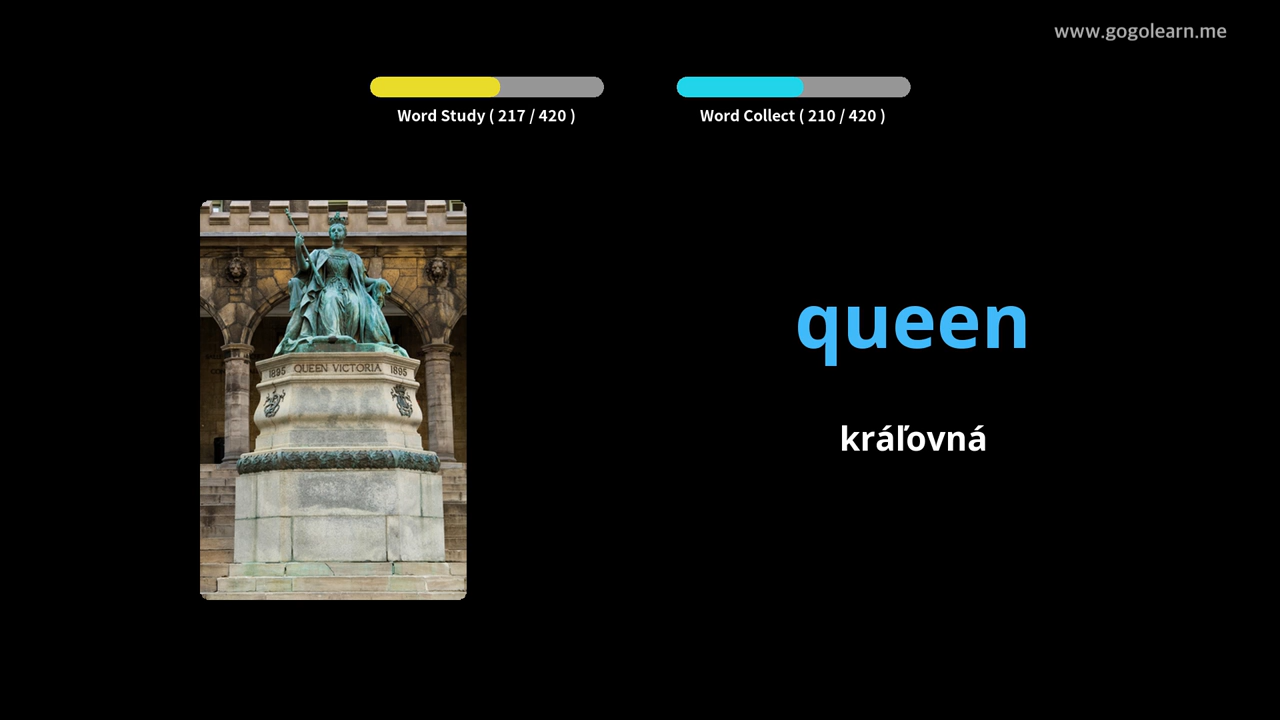 www.gogolearn.me
Word Study ( 217 / 420 )
Word Collect ( 210 / 420 )
1895 QUEEN VICTORIA 1895
queen
kráľovná